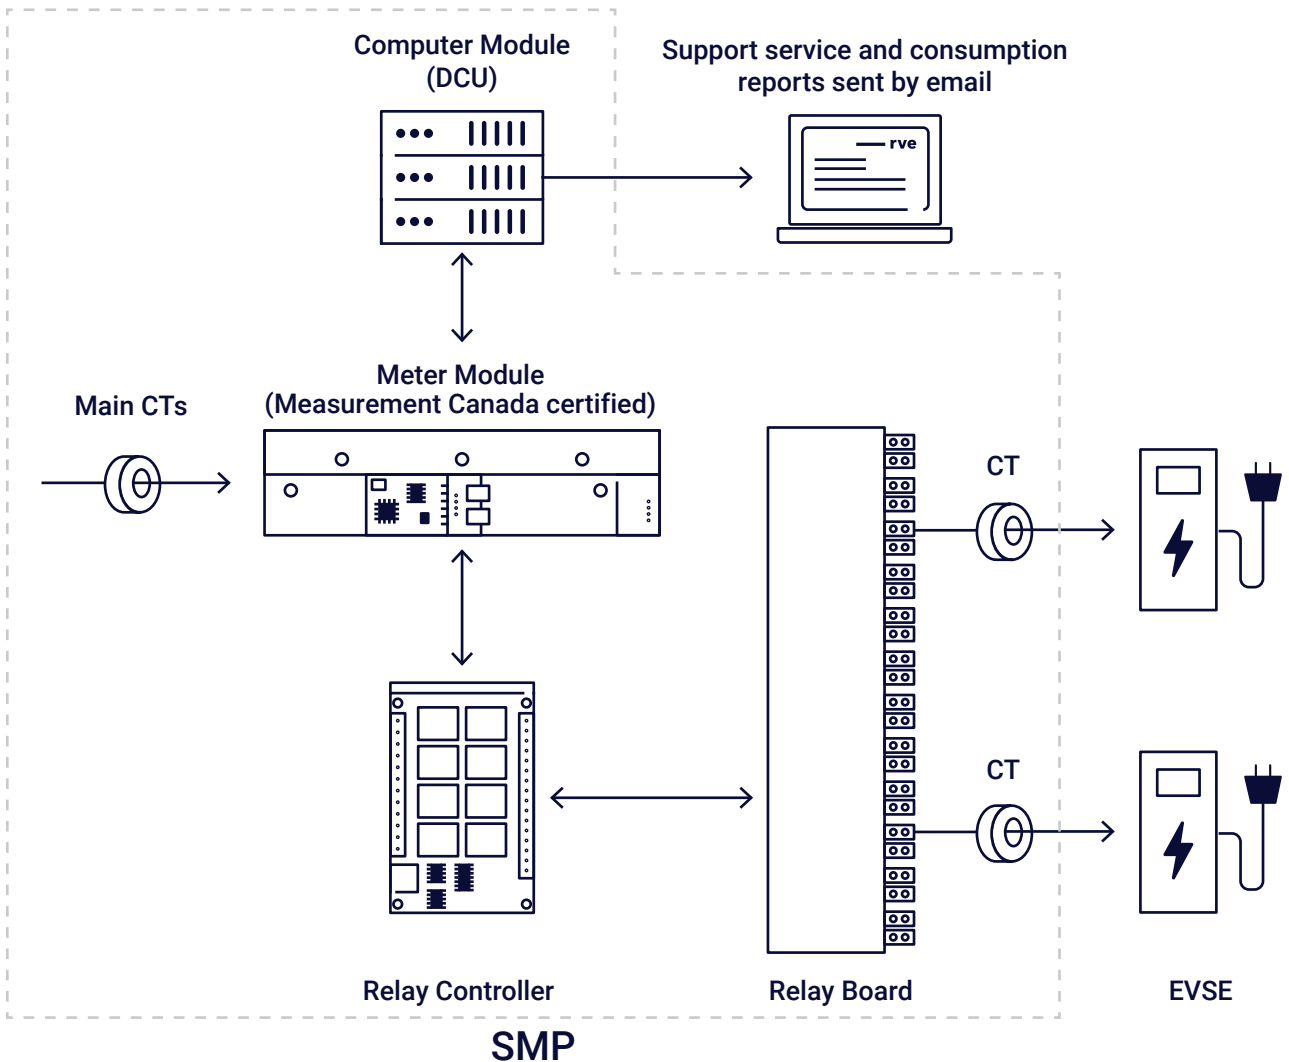 Computer Module
(DCU)
Support service and consumption
reports sent by email
rve
Meter Module
(Measurement Canada certified)
Main CTs
CT
CT
Relay Controller
Relay Board
EVSE
SMP